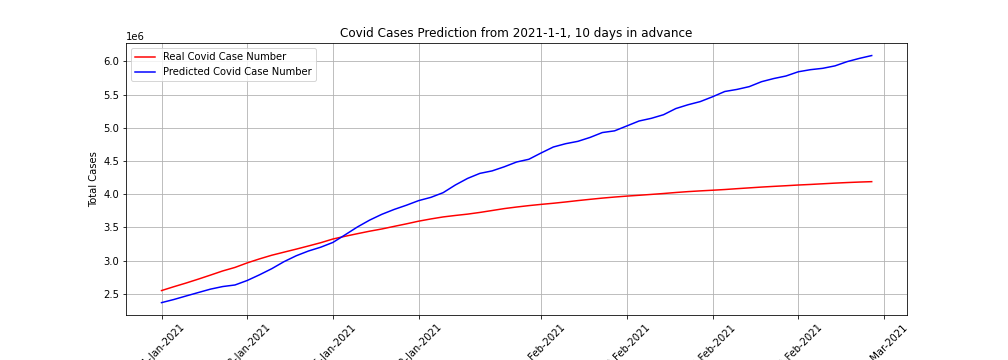 Covid Cases Prediction from 2021-1-1, 10 days in advance
1e6
Real Covid Case Number
Predicted Covid Case Number
6.0
5.5
5.0
4.5
4.0
3.5
3.0
2.5
Total Cases
-Jan-2021
-Jan-2021
-Jan-2021
-Jan-2021
Feb-2021
-Feb-2021
-Feb-2021
-Feb-2021
Mar-2021